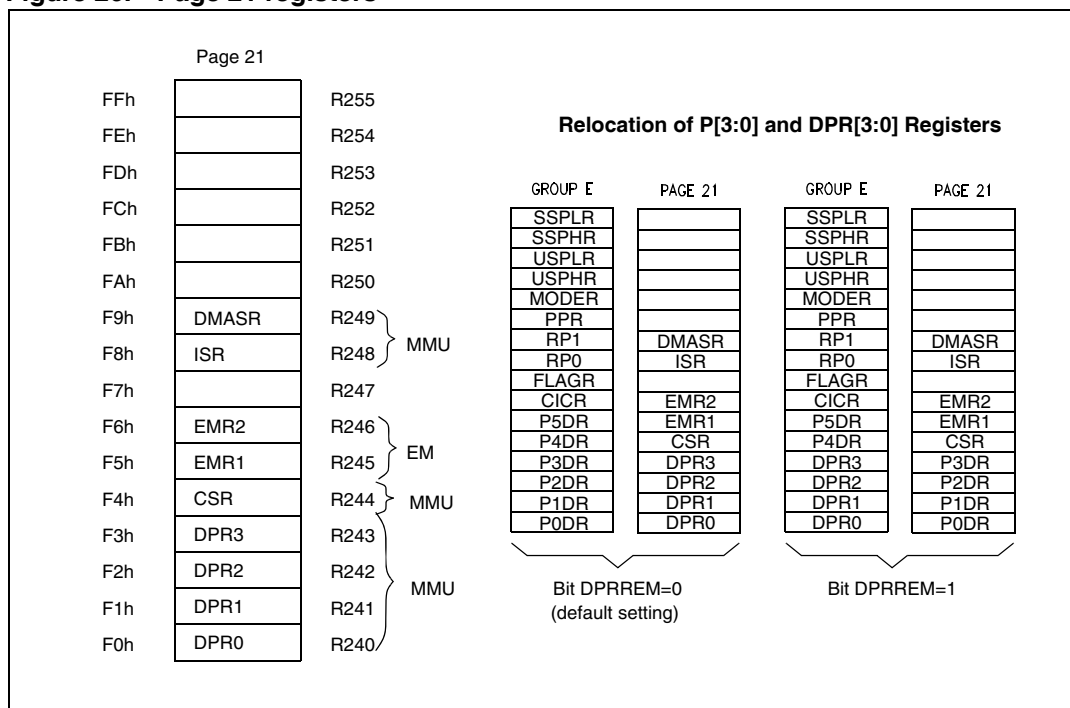 Page 21
FFh R255
FEh R254
FDh R253
FCh R252
FBh R251
FAh R250
F9h DMASR R249
MMU
F8h ISR R248
F7h R247
F6h EMR2 R246
EM
F5h EMR1 R245
F4h CSR R244 MMU
F3h DPR3 R243
F2h DPR2 R242
MMU
F1h DPR1 R241
F0h DPR0 R240
Relocation of P[3:0] and DPR[3:0] Registers
GROUP E PAGE 21 GROUP E PAGE 21
SSPLR SSPLR
SSPHR SSPHR
USPLR USPLR
USPHR USPHR
MODER MODER
PPR PPR
RP1 DMASR RP1 DMASR
RP0 ISR RP0 ISR
FLAGR FLAGR
CICR EMR2 CICR EMR2
P5DR EMR1 P5DR EMR1
P4DR CSR P4DR CSR
P3DR DPR3 DPR3 P3DR
P2DR DPR2 DPR2 P2DR
P1DR DPR1 DPR1 P1DR
P0DR DPR0 DPR0 P0DR
Bit DPRREM=0 Bit DPRREM=1
(default setting)